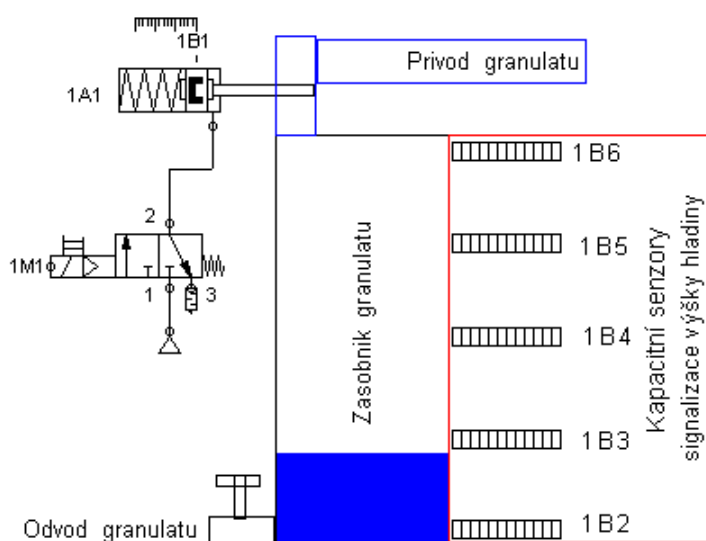 1B1
Privod granulatu
1A1
1B6
2
1B5
1M1
1
3
Zasobnik granulatu
1B4
Kapacitní senzory
signalizace výšky hladiny
1B3
Odvod granulatu
1B2